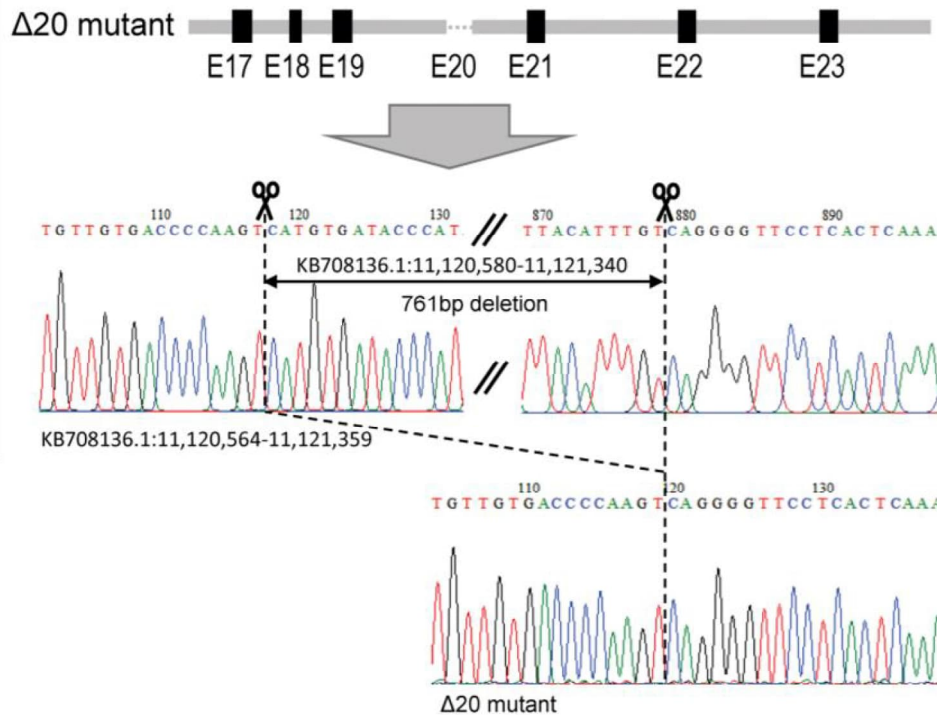 Δ20 mutant
E17 E18 E19 E20 E21 E22 E23
110 120 130 870 880 890
TGTTGTGACCCCAAGTCATGTGATACCCAT. // TTACATTTGTCAGGGGTTCCTCACTCAAA
KB708136.1:11,120,580-11,121,340
761bp deletion
//
KB708136.1:11,120,564-11,121,359
110 120 130
TGTTGTGACCCCAAGTCAGGGGTTCCTCACTCAAA
Δ20 mutant